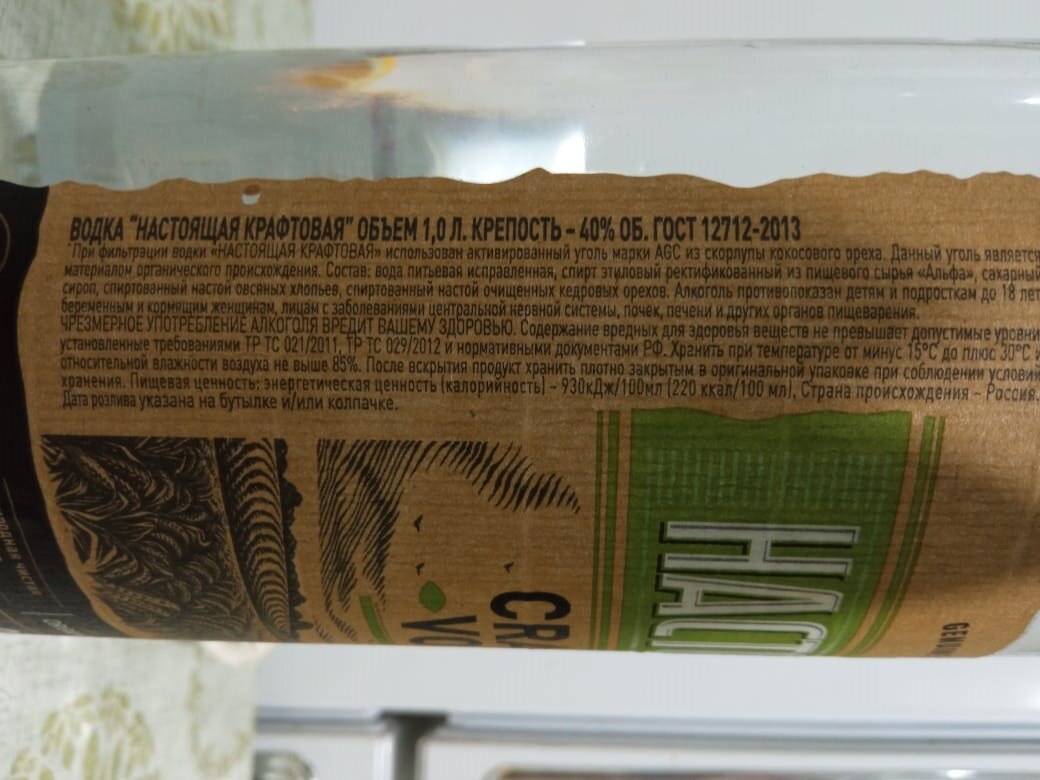 ВОДКА "НАСТОЯЩАЯ КРАФТОВАЯ" ОБЪЕМ 1,0 Л. КРЕПОСТЬ – 40% ОБ. ГОСТ 12712-2013
*При фильтрации водки «НАСТОЯЩАЯ КРАФТОВАЯ» использован активированный уголь марки AGC из скорлупы кокосового ореха. Данный уголь является
материалом органического происхождения. Состав: вода питьевая исправленная, спирт этиловый ректификованный из пищевого сырья «Альфа», сахарный
сироп, спиртованный настой овсяных хлопьев, спиртованный настой очищенных кедровых орехов. Алкоголь противопоказан детям и подросткам до 18 лет,
беременным и кормящим женщинам, лицам с заболеваниями центральной нервной системы, почек, печени и других органов пищеварения.
ЧРЕЗМЕРНОЕ УПОТРЕБЛЕНИЕ АЛКОГОЛЯ ВРЕДИТ ВАШЕМУ ЗДОРОВЬЮ. Содержание вредных для здоровья веществ не превышает допустимые уровни,
установленные требованиями ТР ТС 021/2011, ТР ТС 029/2012 и нормативными документами РФ. Хранить при температуре от минус 15°С до плюс 30°С и
относительной влажности воздуха не выше 85%. После вскрытия продукт хранить плотно закрытым в оригинальной упаковке при соблюдении условий
хранения. Пищевая ценность: энергетическая ценность (калорийность) – 930кДж/100мл (220 ккал/100 мл). Страна происхождения – Россия.
Дата розлива указана на бутылке и/или колпачке.
GENU
НАСТ
CRA
VO